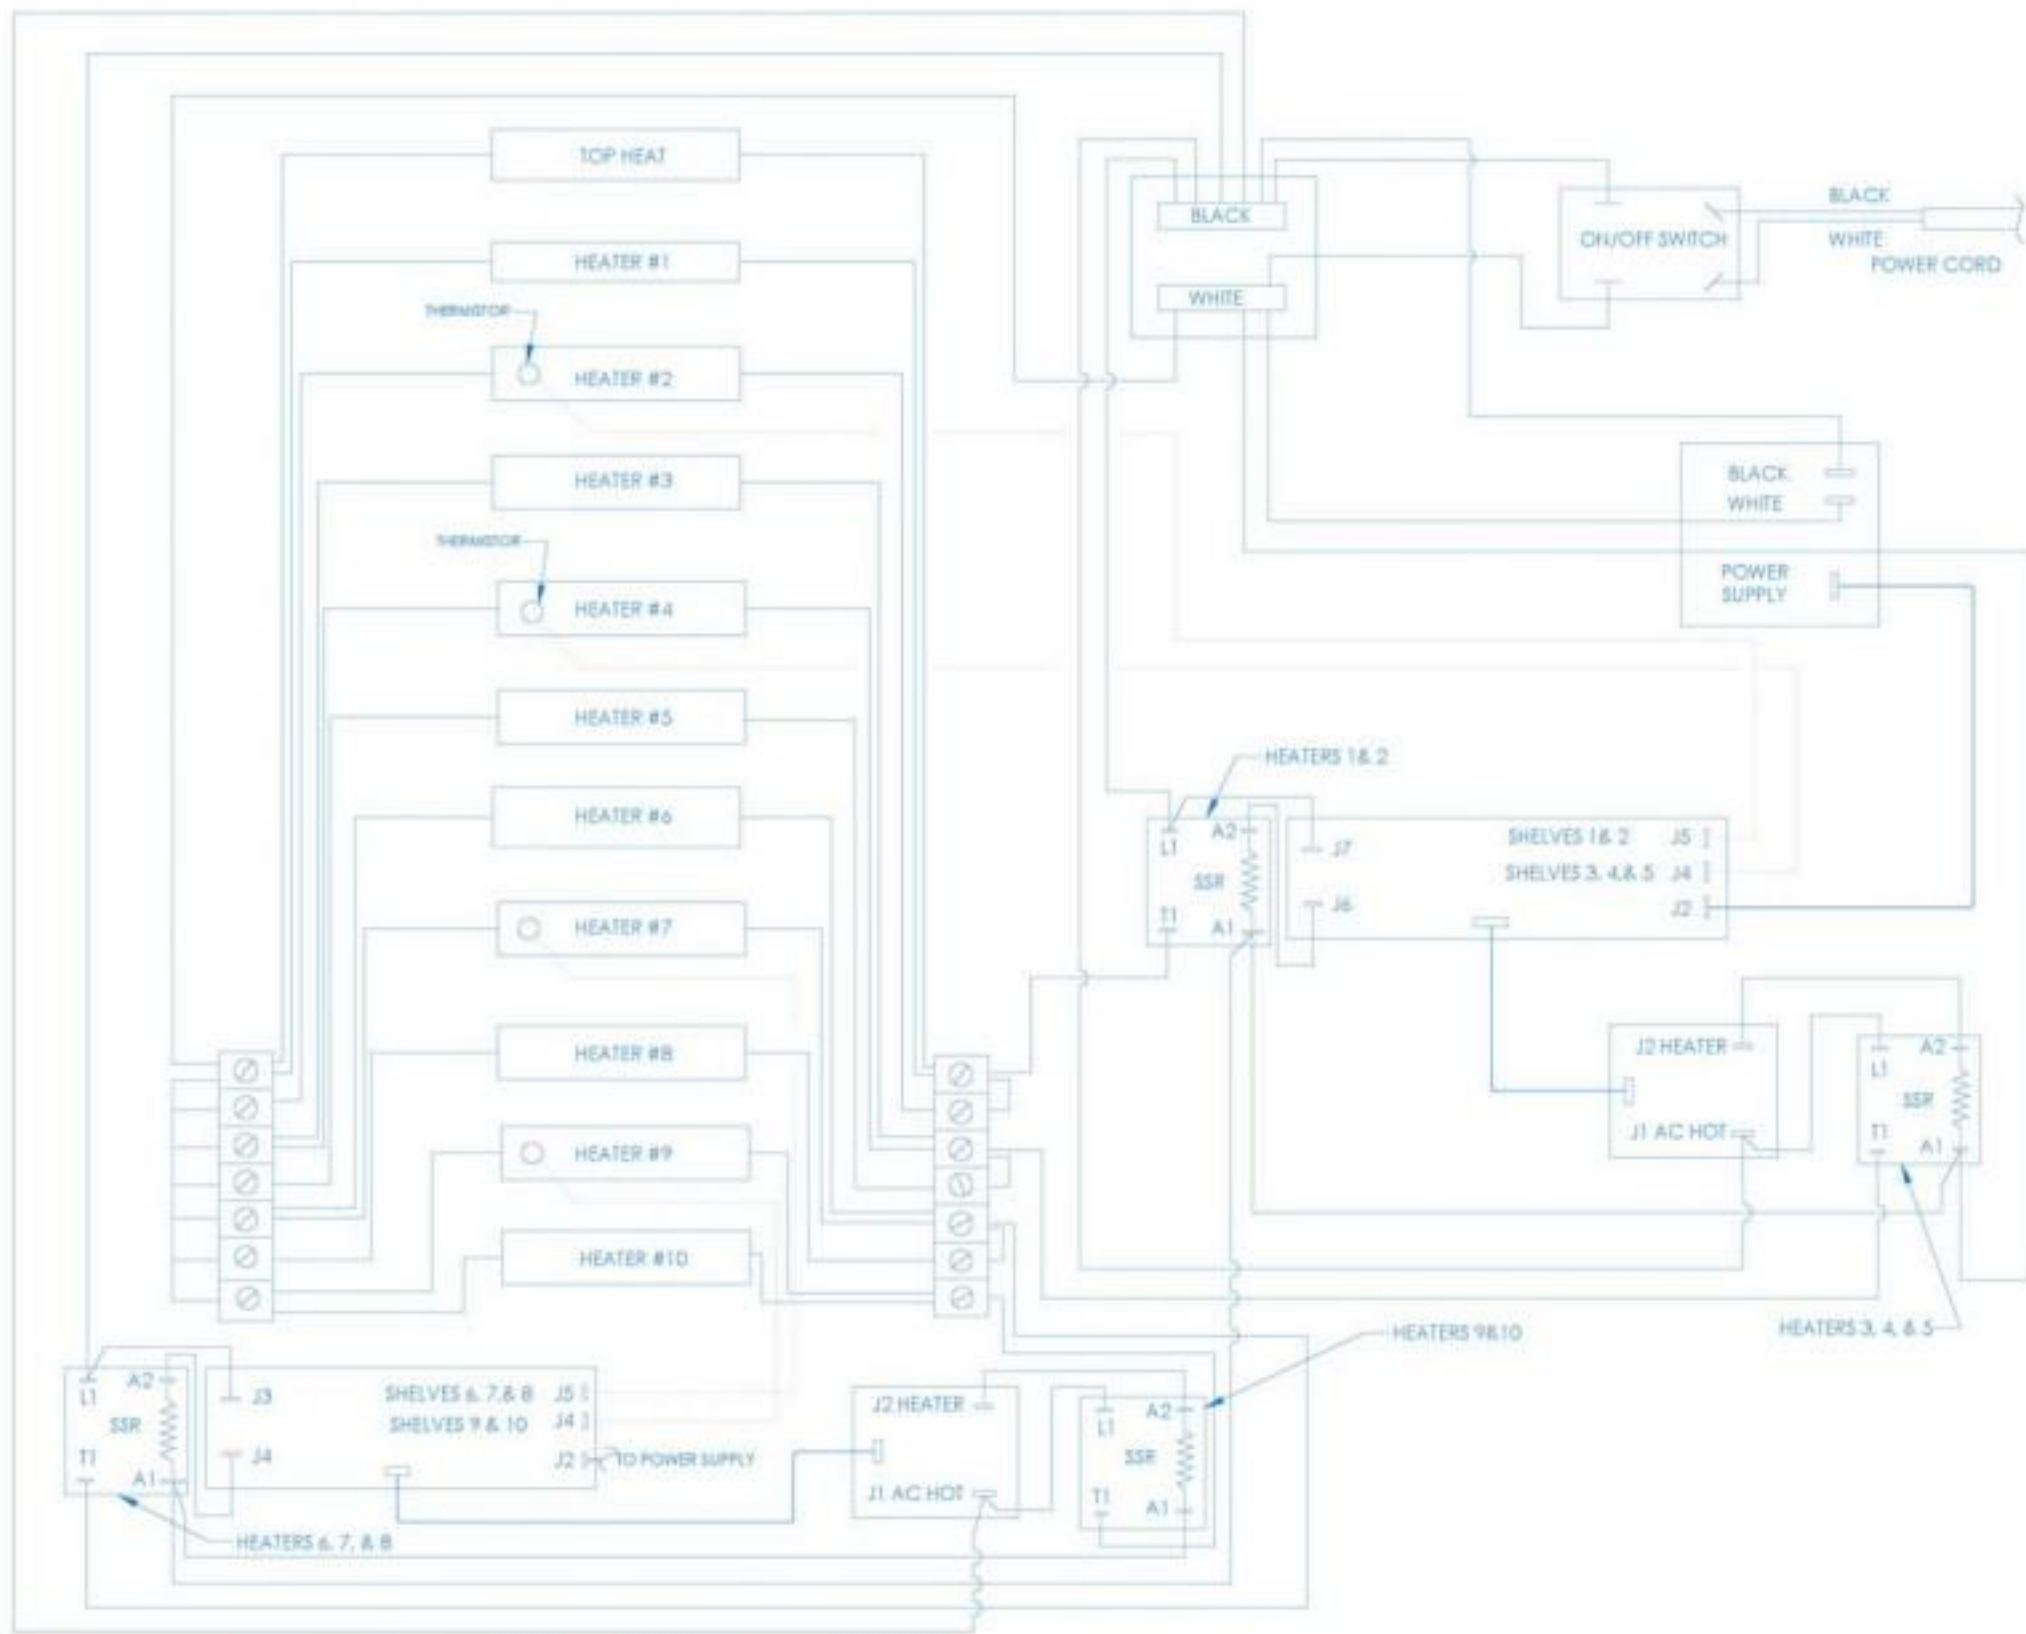 TOP HEAT
HEATER #1
THERMISTOR
HEATER #2
HEATER #3
THERMISTOR
HEATER #4
HEATER #5
HEATER #6
HEATER #7
HEATER #8
HEATER #9
HEATER #10
BLACK
WHITE
ON/OFF SWITCH
BLACK
WHITE
POWER CORD
BLACK
WHITE
POWER
SUPPLY
HEATERS 1& 2
L1
A2
SSR
T1
A1
J7
J6
SHELVES 1& 2 J5
SHELVES 3, 4,& 5 J4
J2
J2 HEATER
J1 AC HOT
L1
A2
SSR
T1
A1
HEATERS 3, 4, & 5
HEATERS 9&10
L1
A2
SSR
T1
A1
J3
J4
SHELVES 6, 7,& 8 J5
SHELVES 9 & 10 J4
J2 TO POWER SUPPLY
HEATERS 6, 7, & 8
J2 HEATER
J1 AC HOT
L1
A2
SSR
T1
A1